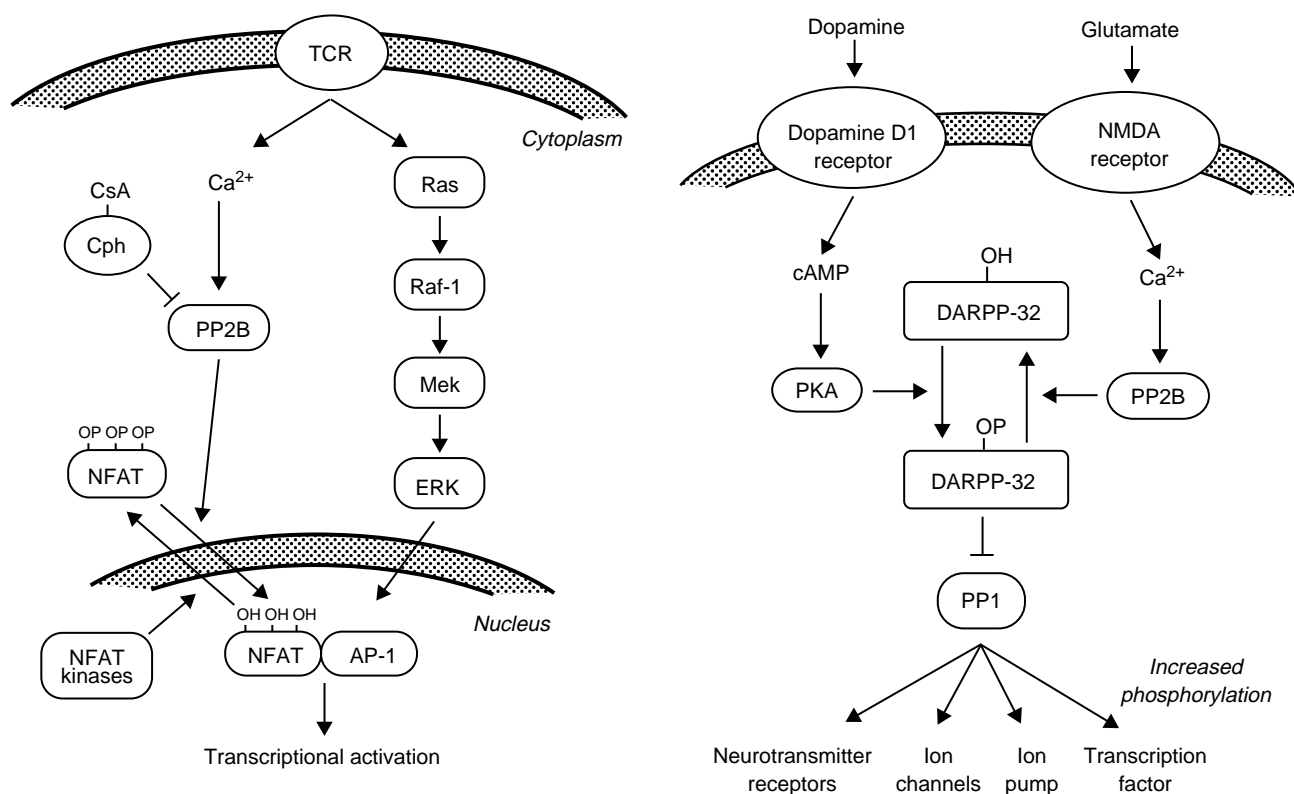 TCR
Cytoplasm
CsA
Cph
Ca2+
Ras
Raf-1
PP2B
Mek
OP OP OP
NFAT
ERK
OH OH OH
Nucleus
NFAT
kinases
NFAT
AP-1
Transcriptional activation
Dopamine
Glutamate
Dopamine D1
receptor
NMDA
receptor
cAMP
OH
DARPP-32
Ca2+
PKA
PP2B
OP
DARPP-32
PP1
Increased
phosphorylation
Neurotransmitter
receptors
Ion
channels
Ion
pump
Transcription
factor